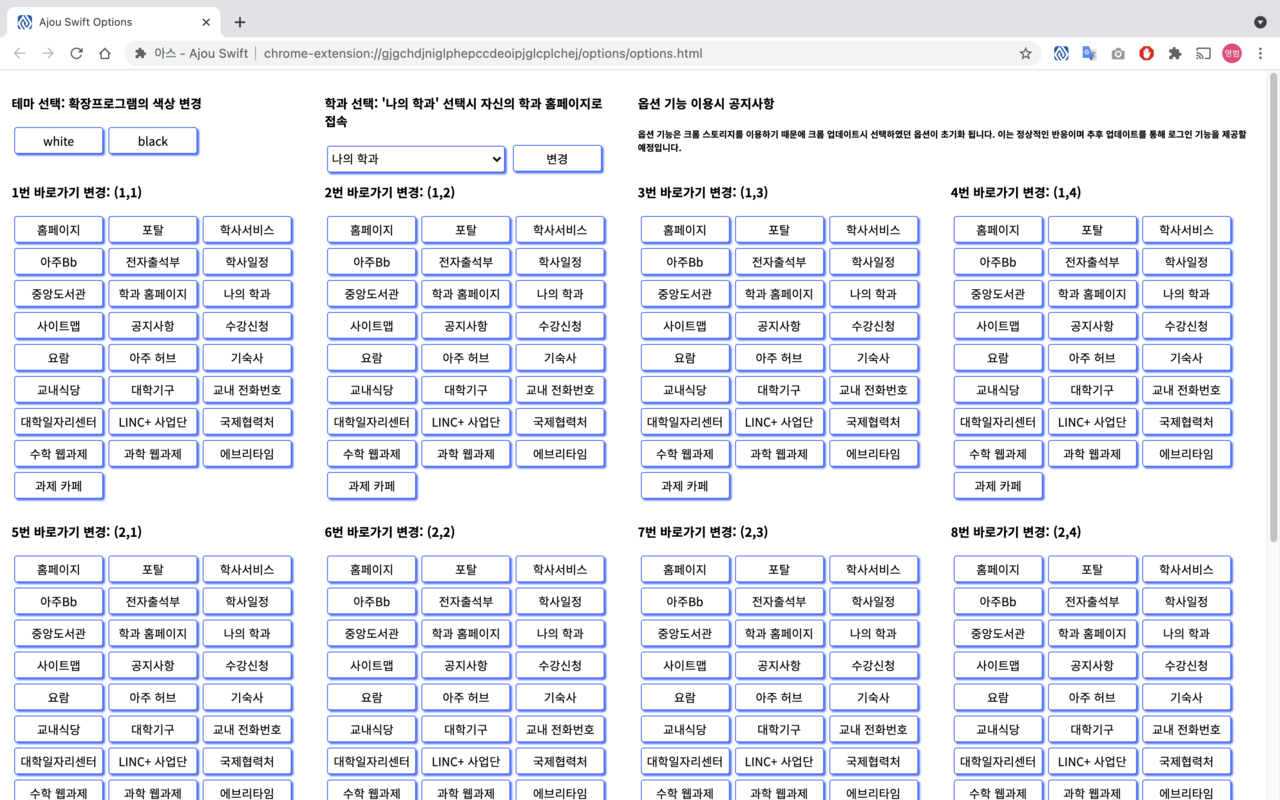 Ajou Swift Options
아스 - Ajou Swift
chrome-extension://gjgchdjniglphepccdeoipjglcplchej/options/options.html
영범
테마 선택: 확장프로그램의 색상 변경
white black
학과 선택: '나의 학과' 선택시 자신의 학과 홈페이지로
접속
나의 학과 변경
옵션 기능 이용시 공지사항
옵션 기능은 크롬 스토리지를 이용하기 때문에 크롬 업데이트시 선택하였던 옵션이 초기화 됩니다. 이는 정상적인 반응이며 추후 업데이트를 통해 로그인 기능을 제공할
예정입니다.
1번 바로가기 변경: (1,1)
홈페이지 포탈 학사서비스
아주Bb 전자출석부 학사일정
중앙도서관 학과 홈페이지 나의 학과
사이트맵 공지사항 수강신청
요람 아주 허브 기숙사
교내식당 대학기구 교내 전화번호
대학일자리센터 LINC+ 사업단 국제협력처
수학 웹과제 과학 웹과제 에브리타임
과제 카페
2번 바로가기 변경: (1,2)
홈페이지 포탈 학사서비스
아주Bb 전자출석부 학사일정
중앙도서관 학과 홈페이지 나의 학과
사이트맵 공지사항 수강신청
요람 아주 허브 기숙사
교내식당 대학기구 교내 전화번호
대학일자리센터 LINC+ 사업단 국제협력처
수학 웹과제 과학 웹과제 에브리타임
과제 카페
3번 바로가기 변경: (1,3)
홈페이지 포탈 학사서비스
아주Bb 전자출석부 학사일정
중앙도서관 학과 홈페이지 나의 학과
사이트맵 공지사항 수강신청
요람 아주 허브 기숙사
교내식당 대학기구 교내 전화번호
대학일자리센터 LINC+ 사업단 국제협력처
수학 웹과제 과학 웹과제 에브리타임
과제 카페
4번 바로가기 변경: (1,4)
홈페이지 포탈 학사서비스
아주Bb 전자출석부 학사일정
중앙도서관 학과 홈페이지 나의 학과
사이트맵 공지사항 수강신청
요람 아주 허브 기숙사
교내식당 대학기구 교내 전화번호
대학일자리센터 LINC+ 사업단 국제협력처
수학 웹과제 과학 웹과제 에브리타임
과제 카페
5번 바로가기 변경: (2,1)
홈페이지 포탈 학사서비스
아주Bb 전자출석부 학사일정
중앙도서관 학과 홈페이지 나의 학과
사이트맵 공지사항 수강신청
요람 아주 허브 기숙사
교내식당 대학기구 교내 전화번호
대학일자리센터 LINC+ 사업단 국제협력처
수학 웹과제 과학 웹과제 에브리타임
6번 바로가기 변경: (2,2)
홈페이지 포탈 학사서비스
아주Bb 전자출석부 학사일정
중앙도서관 학과 홈페이지 나의 학과
사이트맵 공지사항 수강신청
요람 아주 허브 기숙사
교내식당 대학기구 교내 전화번호
대학일자리센터 LINC+ 사업단 국제협력처
수학 웹과제 과학 웹과제 에브리타임
7번 바로가기 변경: (2,3)
홈페이지 포탈 학사서비스
아주Bb 전자출석부 학사일정
중앙도서관 학과 홈페이지 나의 학과
사이트맵 공지사항 수강신청
요람 아주 허브 기숙사
교내식당 대학기구 교내 전화번호
대학일자리센터 LINC+ 사업단 국제협력처
수학 웹과제 과학 웹과제 에브리타임
8번 바로가기 변경: (2,4)
홈페이지 포탈 학사서비스
아주Bb 전자출석부 학사일정
중앙도서관 학과 홈페이지 나의 학과
사이트맵 공지사항 수강신청
요람 아주 허브 기숙사
교내식당 대학기구 교내 전화번호
대학일자리센터 LINC+ 사업단 국제협력처
수학 웹과제 과학 웹과제 에브리타임